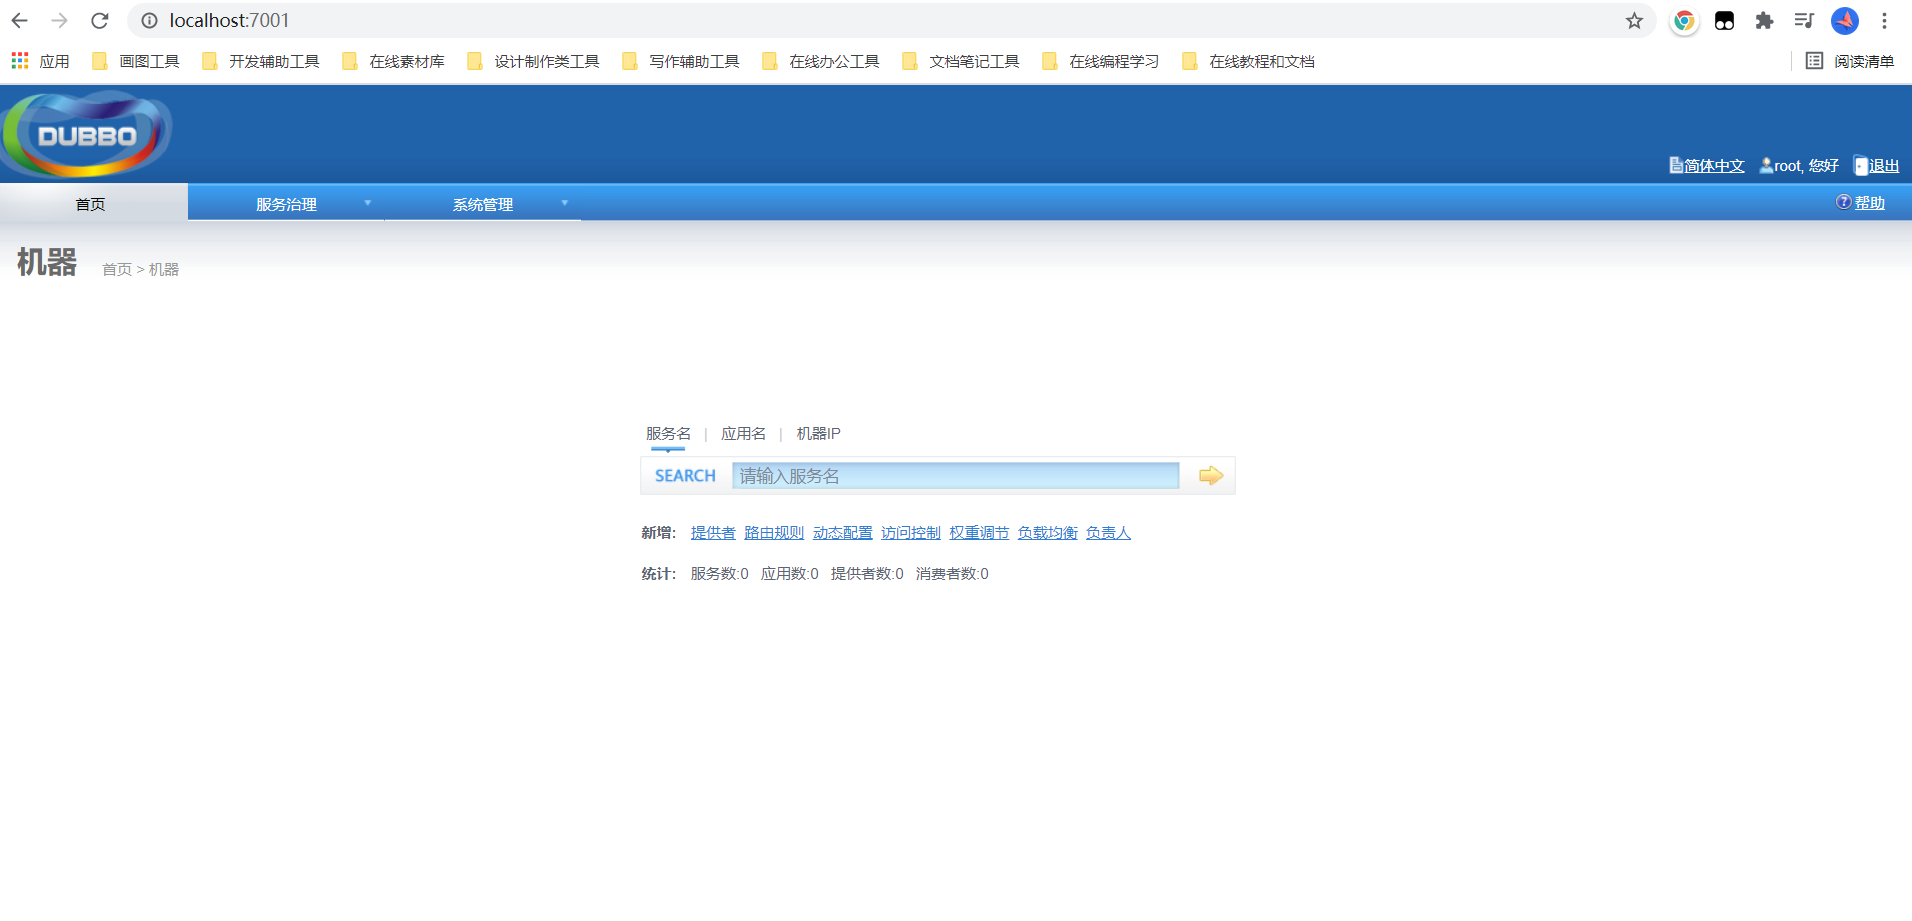 localhost:7001
应用 画图工具 开发辅助工具 在线素材库 设计制作类工具 写作辅助工具 在线办公工具 文档笔记工具 在线编程学习 在线教程和文档 阅读清单
DUBBO
简体中文 root, 您好 退出
首页 服务治理 系统管理 帮助
机器 首页 > 机器
服务名 | 应用名 | 机器IP
SEARCH 请输入服务名
新增: 提供者 路由规则 动态配置 访问控制 权重调节 负载均衡 负责人
统计: 服务数:0 应用数:0 提供者数:0 消费者数:0